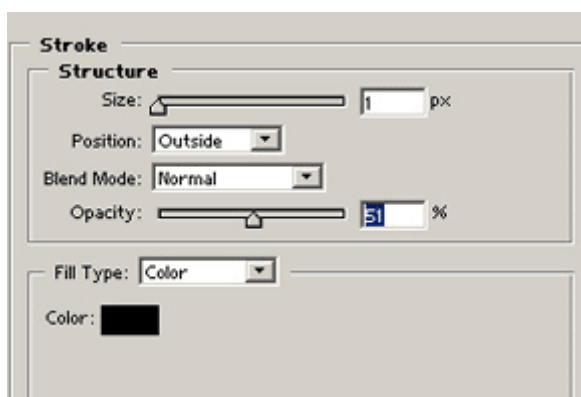 Stroke
Structure
Size: 1 px
Position: Outside
Blend Mode: Normal
Opacity: 51 %
Fill Type: Color
Color: